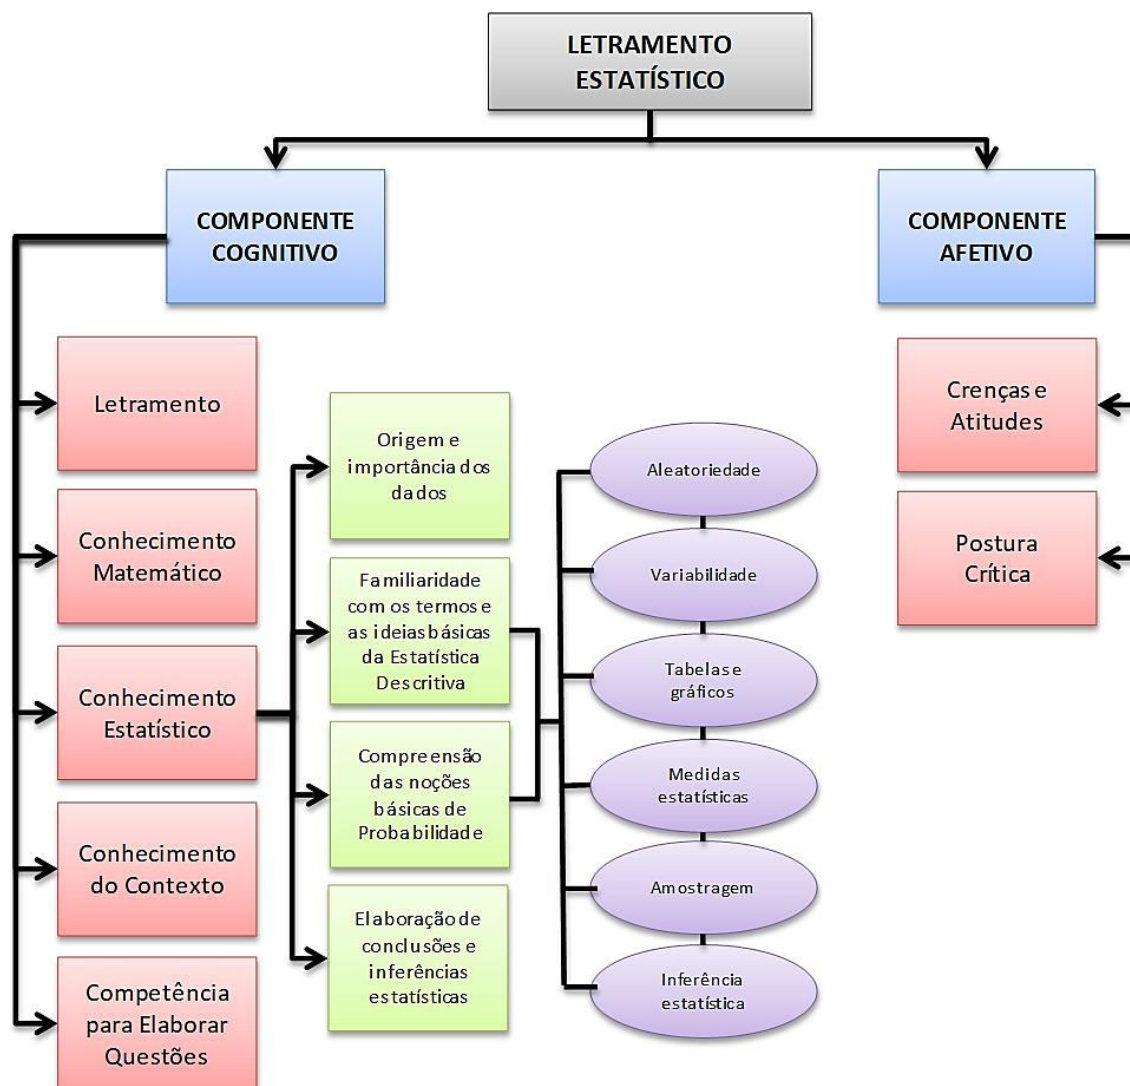 LETRAMENTO
ESTATÍSTICO
COMPONENTE
COGNITIVO
COMPONENTE
AFETIVO
Letramento
Conhecimento
Matemático
Conhecimento
Estatístico
Conhecimento
do Contexto
Competência
para Elaborar
Questões
Origem e
importância dos
dados
Familiaridade
com os termos e
as ideias básicas
da Estatística
Descritiva
Compreensão
das noções
básicas de
Probabilidade
Elaboração de
conclusões e
inferências
estatísticas
Aleatoriedade
Variabilidade
Tabelas e
gráficos
Medidas
estatísticas
Amostragem
Inferência
estatística
Crenças e
Atitudes
Postura
Crítica